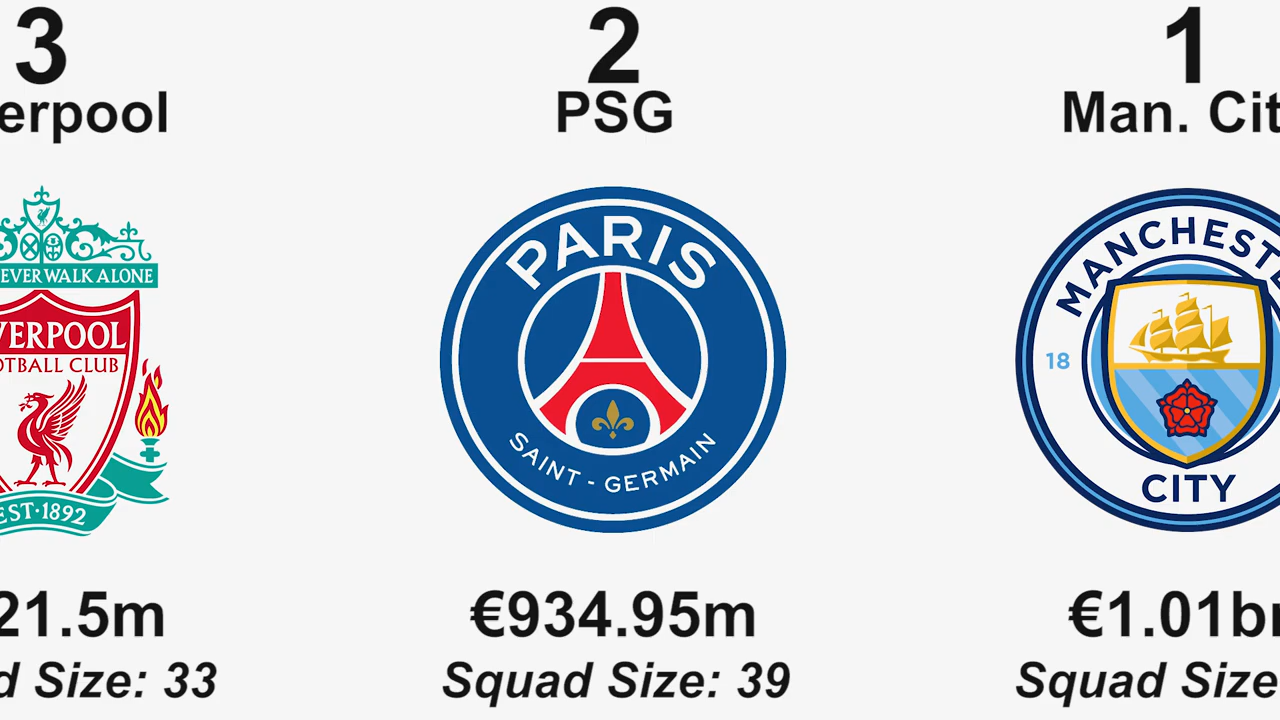 3
erpool
EVER WALK ALONE
VERPOOL
OTBALL CLUB
EST·1892
21.5m
d Size: 33
2
PSG
PARIS
SAINT - GERMAIN
€934.95m
Squad Size: 39
1
Man. Cit
MANCHESTE
18
CITY
€1.01b
Squad Size